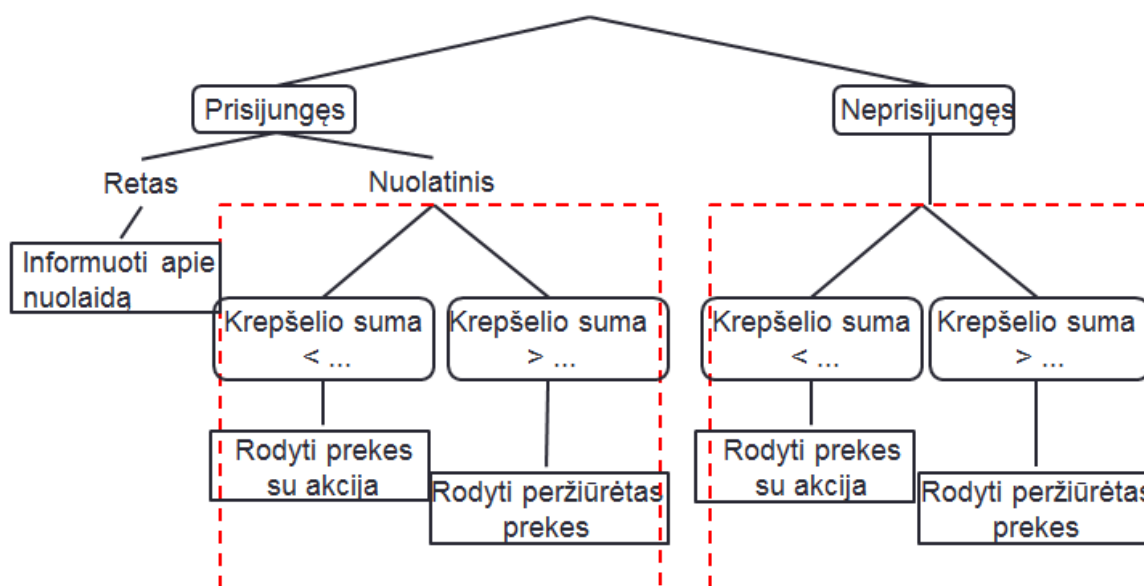 Prisijungęs
Neprisijungęs
Retas
Nuolatinis
Informuoti apie
nuolaidą
Krepšelio suma
< ...
Krepšelio suma
> ...
Krepšelio suma
< ...
Krepšelio suma
> ...
Rodyti prekes
su akcija
Rodyti peržiūrėtas
prekes
Rodyti prekes
su akcija
Rodyti peržiūrėtas
prekes